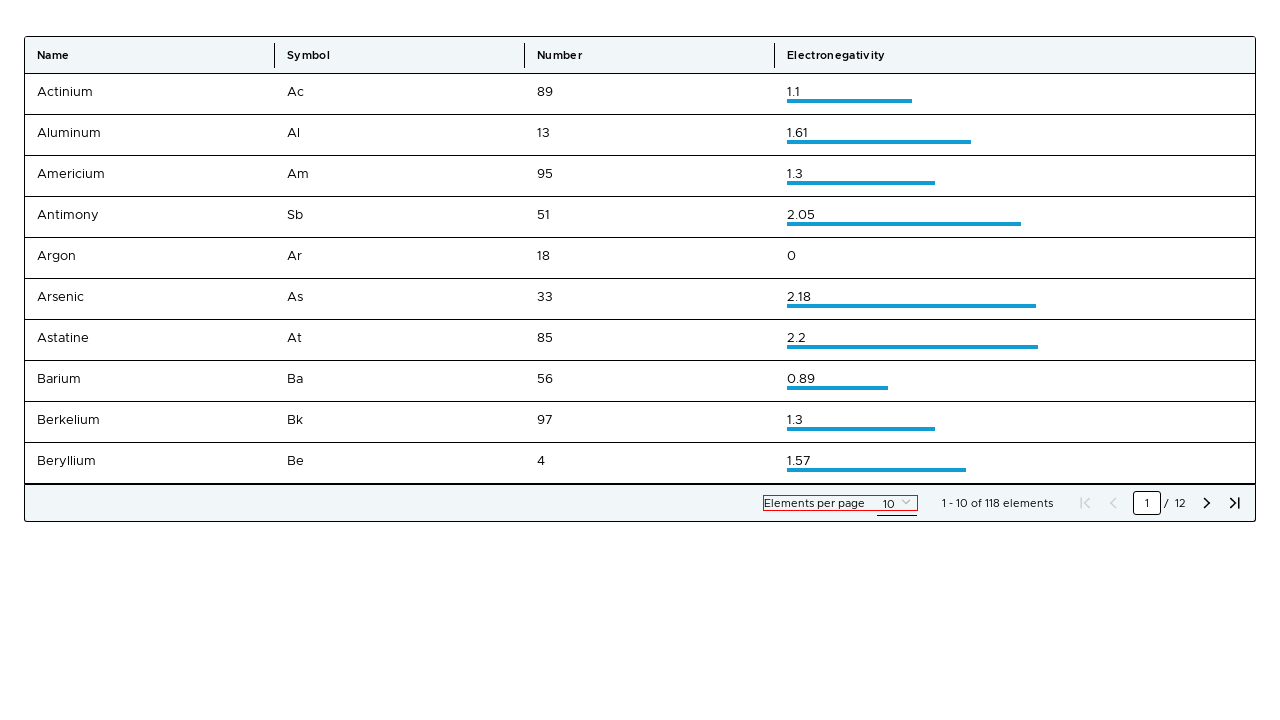 Name Symbol Number Electronegativity
Actinium Ac 89 1.1
Aluminum Al 13 1.61
Americium Am 95 1.3
Antimony Sb 51 2.05
Argon Ar 18 0
Arsenic As 33 2.18
Astatine At 85 2.2
Barium Ba 56 0.89
Berkelium Bk 97 1.3
Beryllium Be 4 1.57
Elements per page 10 1 - 10 of 118 elements 1 / 12